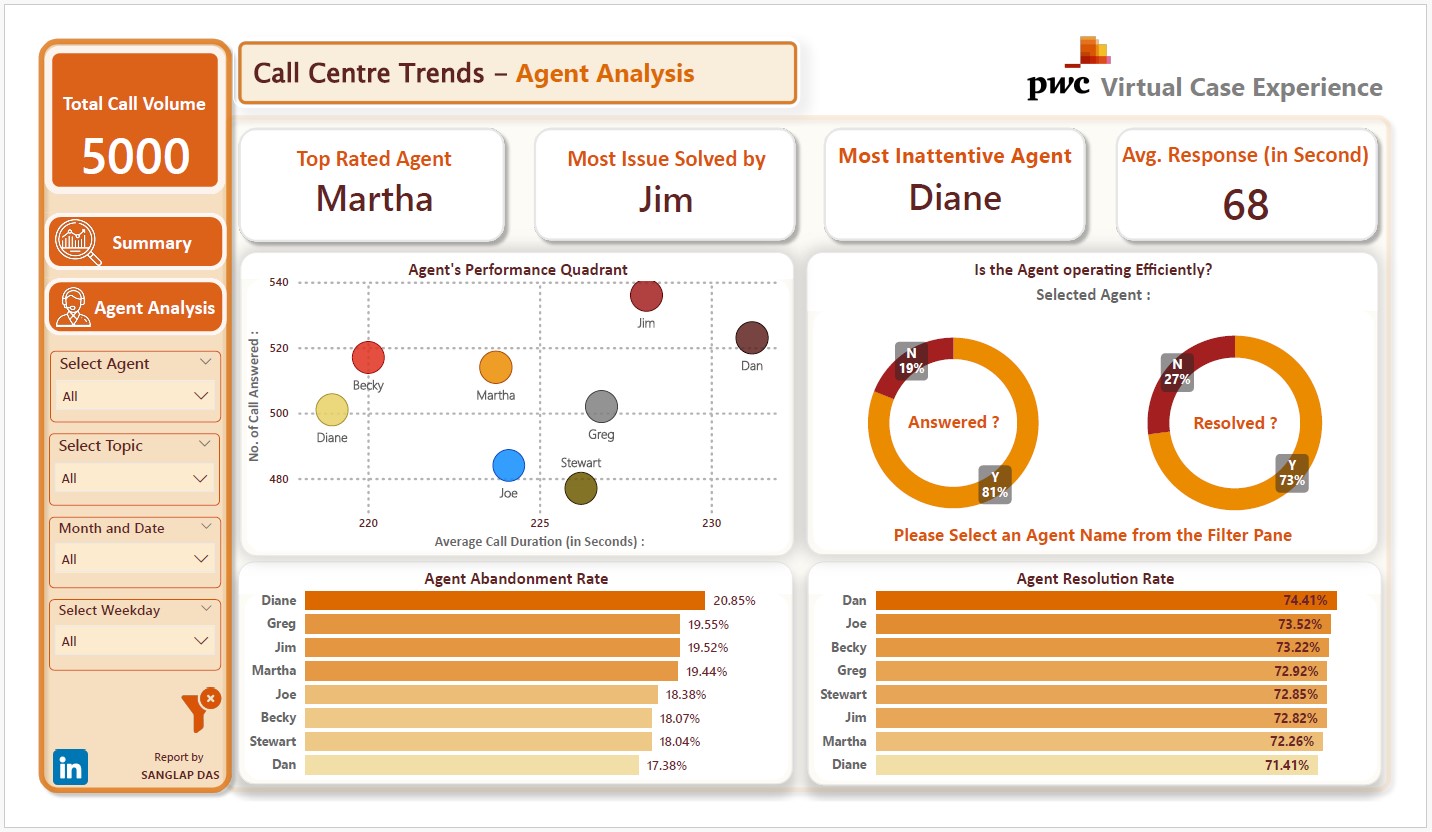 Total Call Volume
5000
Summary
Agent Analysis
Select Agent
All
Select Topic
All
Month and Date
All
Select Weekday
All
in
Report by
SANGLAP DAS
Call Centre Trends – Agent Analysis
pwc Virtual Case Experience
Top Rated Agent
Martha
Most Issue Solved by
Jim
Most Inattentive Agent
Diane
Avg. Response (in Second)
68
Agent's Performance Quadrant
No. of Call Answered :
540
520
500
480
Jim
Dan
Becky
Martha
Diane
Greg
Stewart
Joe
220 225 230
Average Call Duration (in Seconds) :
Is the Agent operating Efficiently?
Selected Agent :
N
19%
Answered ?
Y
81%
N
27%
Resolved ?
Y
73%
Please Select an Agent Name from the Filter Pane
Agent Abandonment Rate
Diane 20.85%
Greg 19.55%
Jim 19.52%
Martha 19.44%
Joe 18.38%
Becky 18.07%
Stewart 18.04%
Dan 17.38%
Agent Resolution Rate
Dan 74.41%
Joe 73.52%
Becky 73.22%
Greg 72.92%
Stewart 72.85%
Jim 72.82%
Martha 72.26%
Diane 71.41%